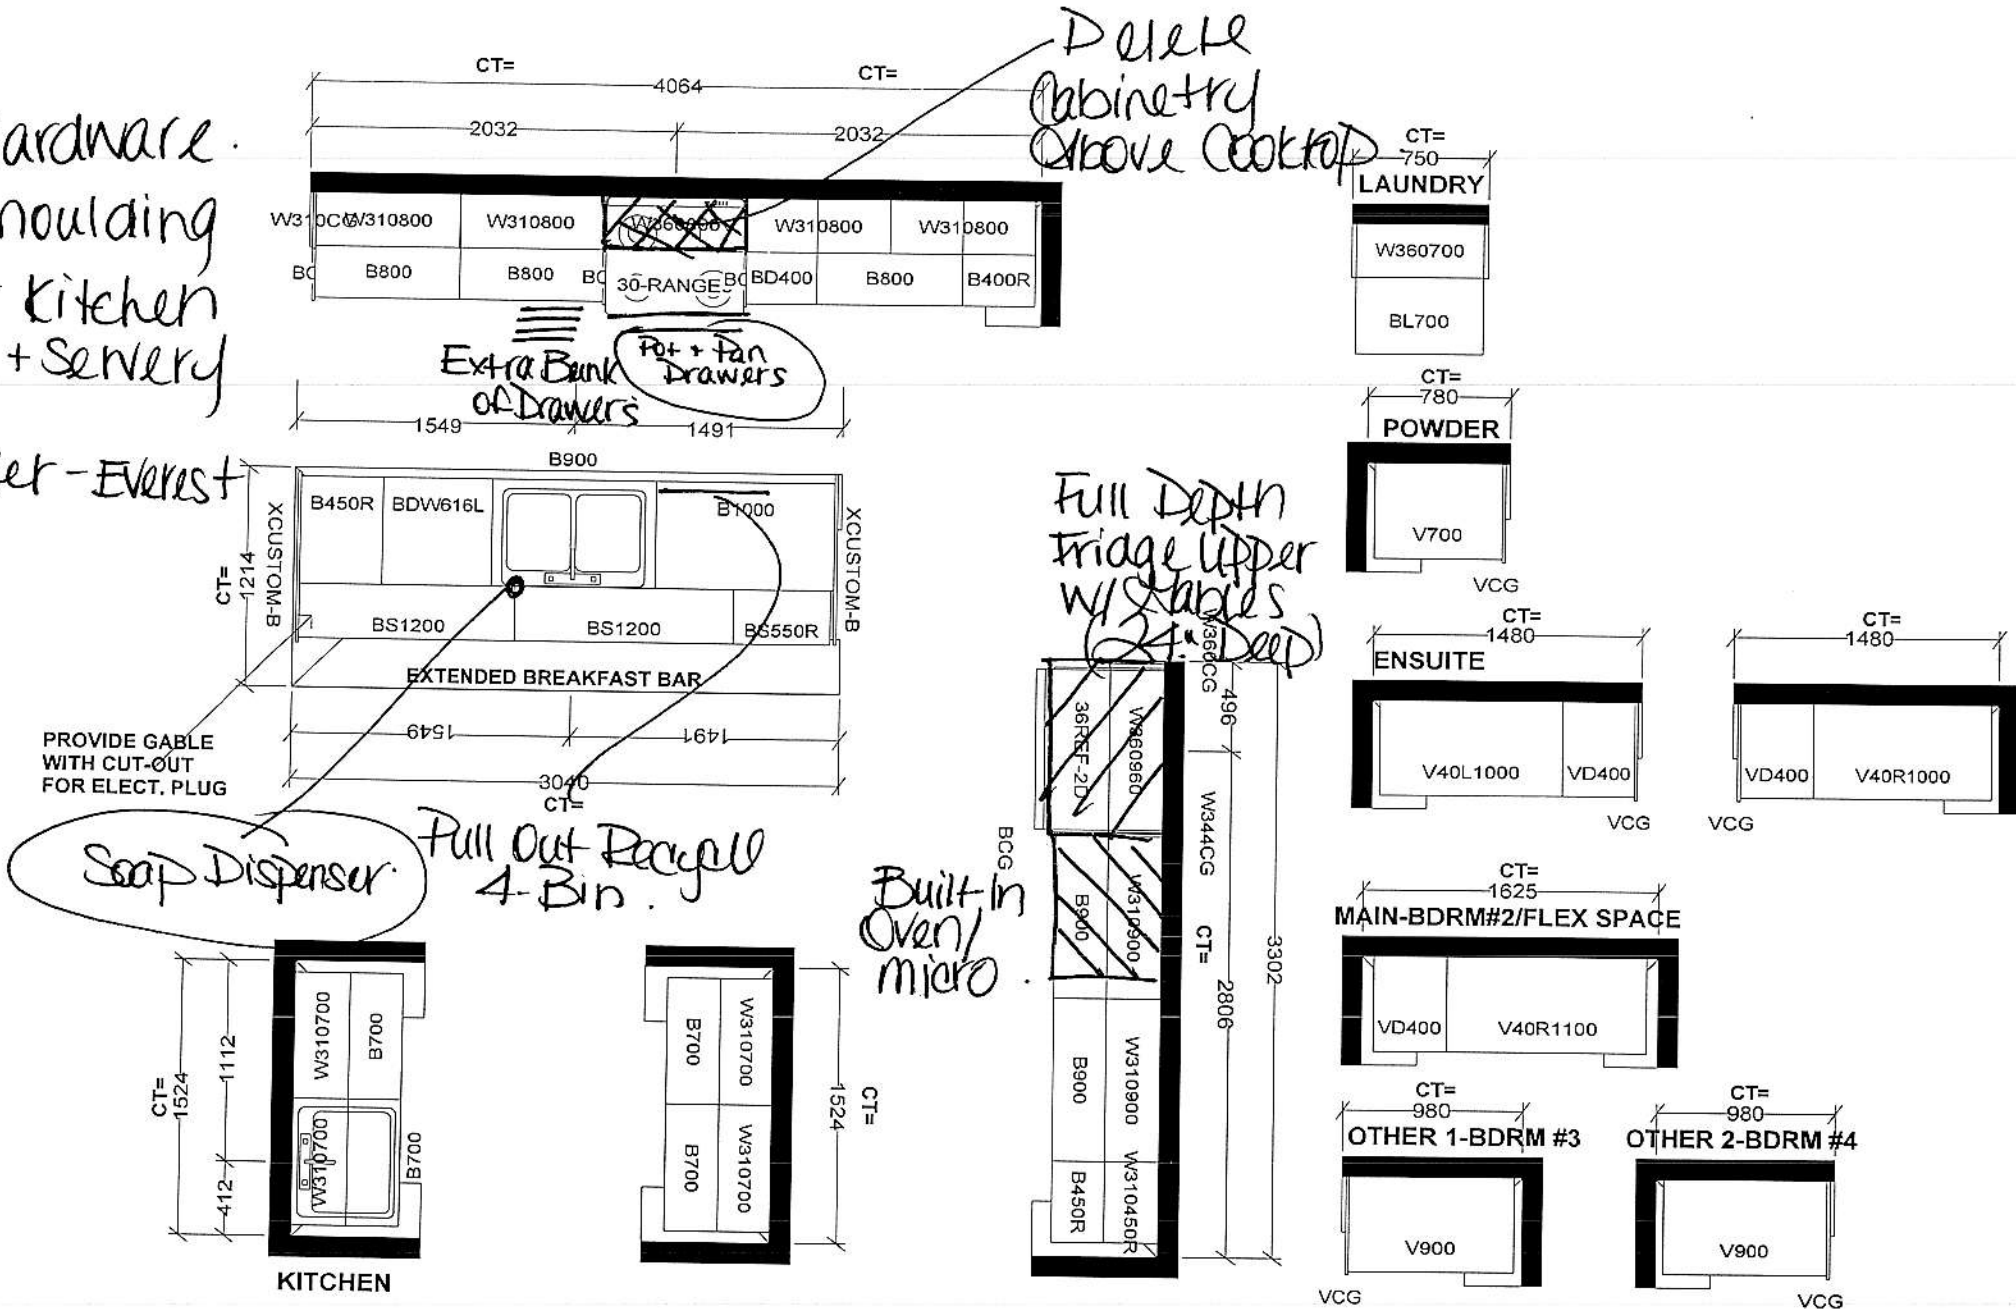 Delete
Cabinetry
Above Cooktop.
ardware.
moulding
Kitchen
+ Servery
er - Everest
CT=
CT=
4064
2032
2032
W310CG
W310800
W310800
W310800
W310800
B800
B800
30-RANGE
BD400
B800
B400R
Extra Bank
of Drawers
Pot + Pan
Drawers
1549
1491
B900
XCUSTOM-B
B450R
BDW616L
B1000
XCUSTOM-B
CT=
1214
BS1200
BS1200
BS550R
EXTENDED BREAKFAST BAR
1549
1491
3040
CT=
PROVIDE GABLE
WITH CUT-OUT
FOR ELECT. PLUG
Soap Dispenser.
Pull Out Recycll
4-Bin.
CT=
1524
1112
412
W310700
B700
W310700
B700
KITCHEN
B700
W310700
B700
W310700
1524
CT=
Full Depth
Fridge Upper
W/ Gables
(24" Deep)
W360CG
496
36REF-2D
W360960
BCG
W344CG
CT=
B900
W310900
Built-In
Oven/
micro.
2806
3302
B900
W310900
B450R
W310450R
CT=
750
LAUNDRY
W360700
BL700
CT=
780
POWDER
V700
VCG
CT=
1480
ENSUITE
V40L1000
VD400
VCG
CT=
1480
VD400
V40R1000
VCG
CT=
1625
MAIN-BDRM#2/FLEX SPACE
VD400
V40R1100
CT=
980
OTHER 1-BDRM #3
V900
VCG
CT=
980
OTHER 2-BDRM #4
V900
VCG